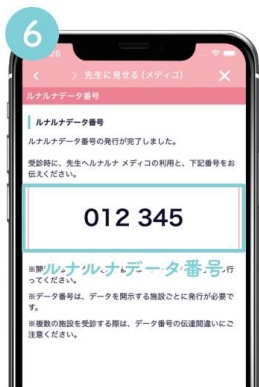 6
26
先生に見せる (メディコ)
ルナルナデータ番号
ルナルナデータ番号
ルナルナデータ番号の発行が完了しました。
受診時に、先生へルナルナ メディコの利用と、下記番号をお
伝えください。
012 345
ルナルナデータ番号
※開
行
ってください。
※データ番号は、データを開示する施設ごとに発行が必要で
す。
※複数の施設を受診する際は、データ番号の伝達間違いにご
注意ください。